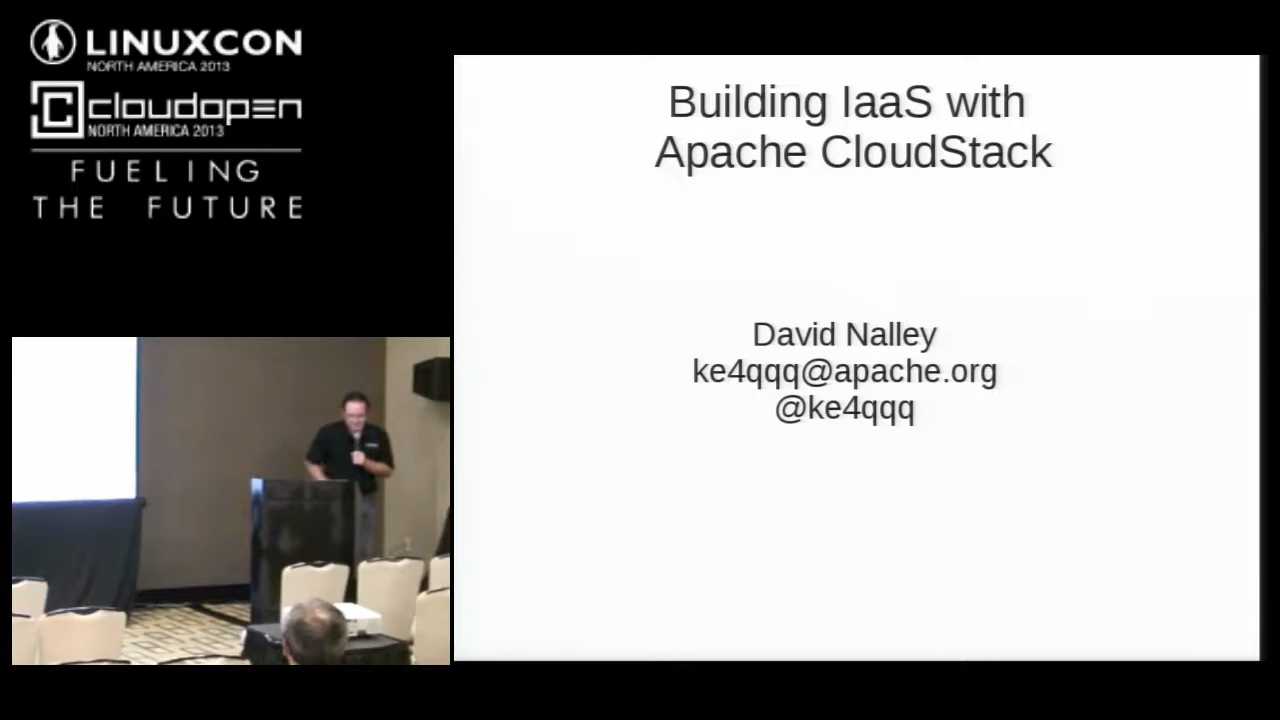 LINUXCON
NORTH AMERICA 2013
cloudopen
NORTH AMERICA 2013
FUELING
THE FUTURE
Building IaaS with
Apache CloudStack
David Nalley
ke4qqq@apache.org
@ke4qqq